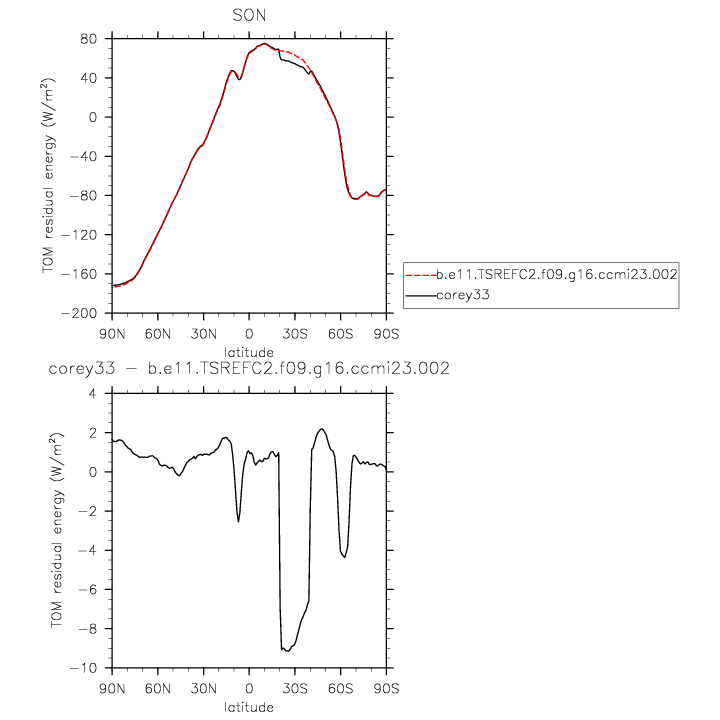 SON
TOM residual energy (W/m²)
80
40
0
−40
−80
−120
−160
−200
90N 60N 30N 0 30S 60S 90S
latitude
b.e11.TSREFC2.f09.g16.ccmi23.002
corey33
corey33 − b.e11.TSREFC2.f09.g16.ccmi23.002
TOM residual energy (W/m²)
4
2
0
−2
−4
−6
−8
−10
90N 60N 30N 0 30S 60S 90S
latitude